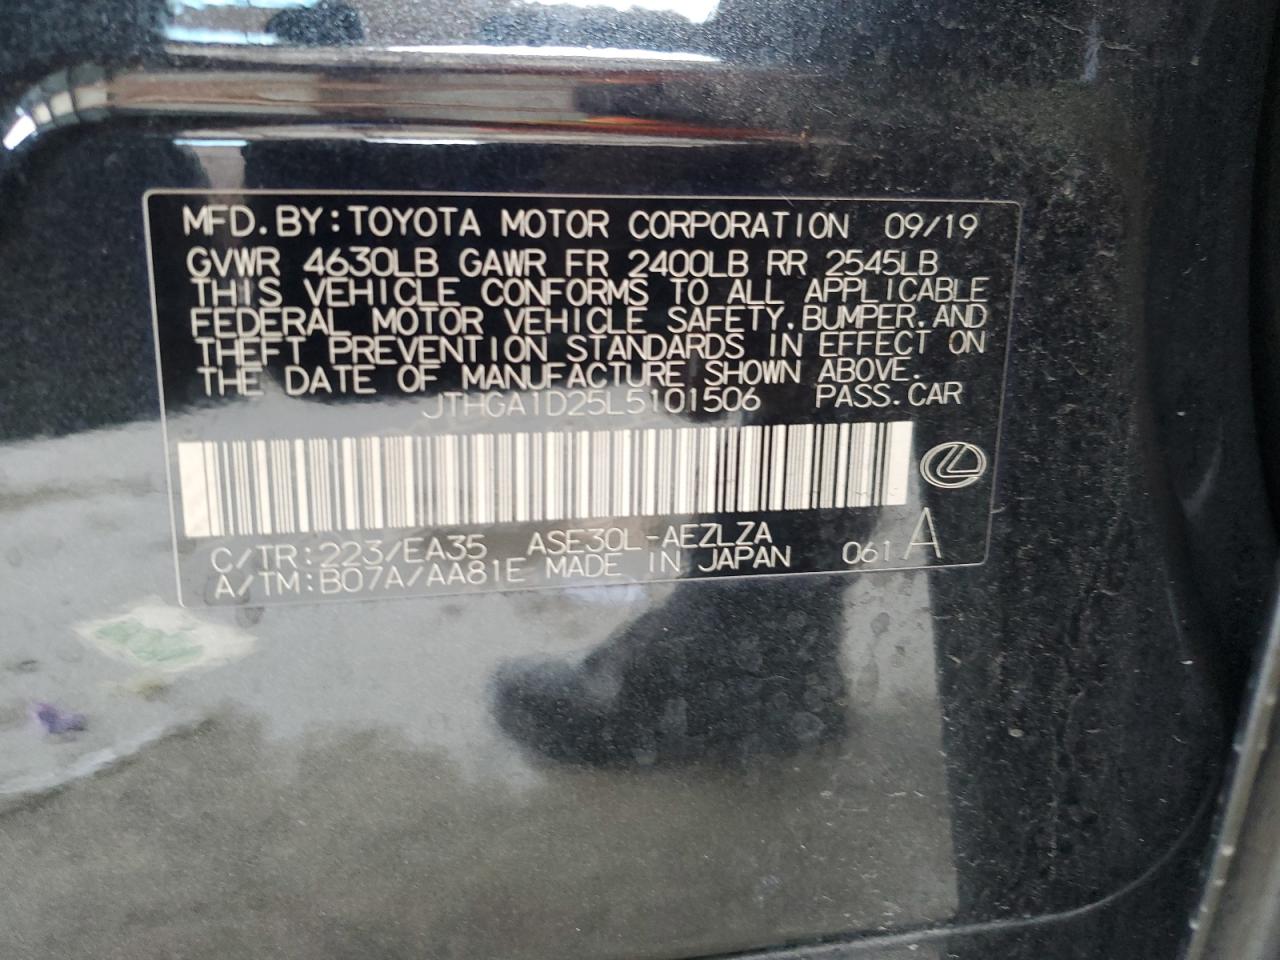 MFD.BY:TOYOTA MOTOR CORPORATION 09/19
GVWR 4630LB GAWR FR 2400LB RR 2545LB
THIS VEHICLE CONFORMS TO ALL APPLICABLE
FEDERAL MOTOR VEHICLE SAFETY.BUMPER.AND
THEFT PREVENTION STANDARDS IN EFFECT ON
THE DATE OF MANUFACTURE SHOWN ABOVE.
JTHGA1D25L5101506 PASS.CAR
C/TR:223/EA35 ASE30L-AEZLZA 061 A
A/TM:B07A/AA81E MADE IN JAPAN